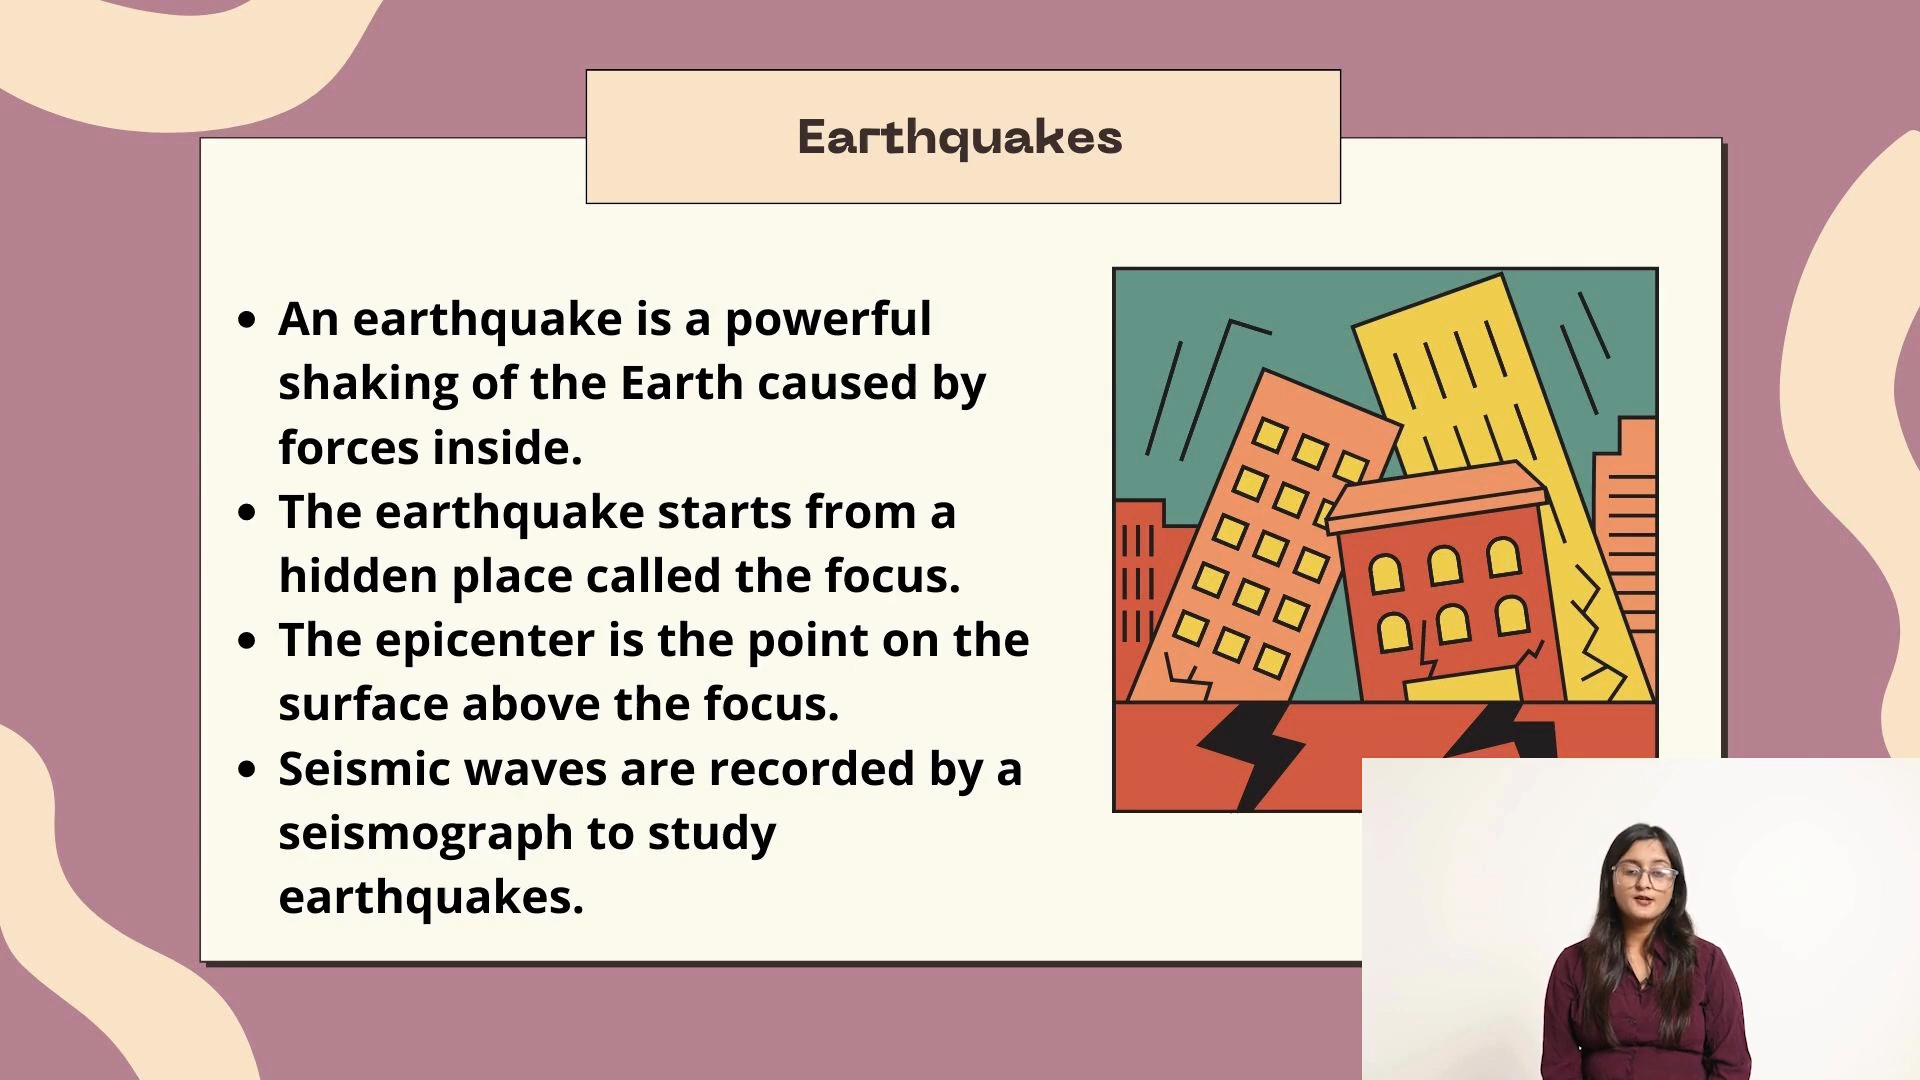 Earthquakes
• An earthquake is a powerful
shaking of the Earth caused by
forces inside.
• The earthquake starts from a
hidden place called the focus.
• The epicenter is the point on the
surface above the focus.
• Seismic waves are recorded by a
seismograph to study
earthquakes.